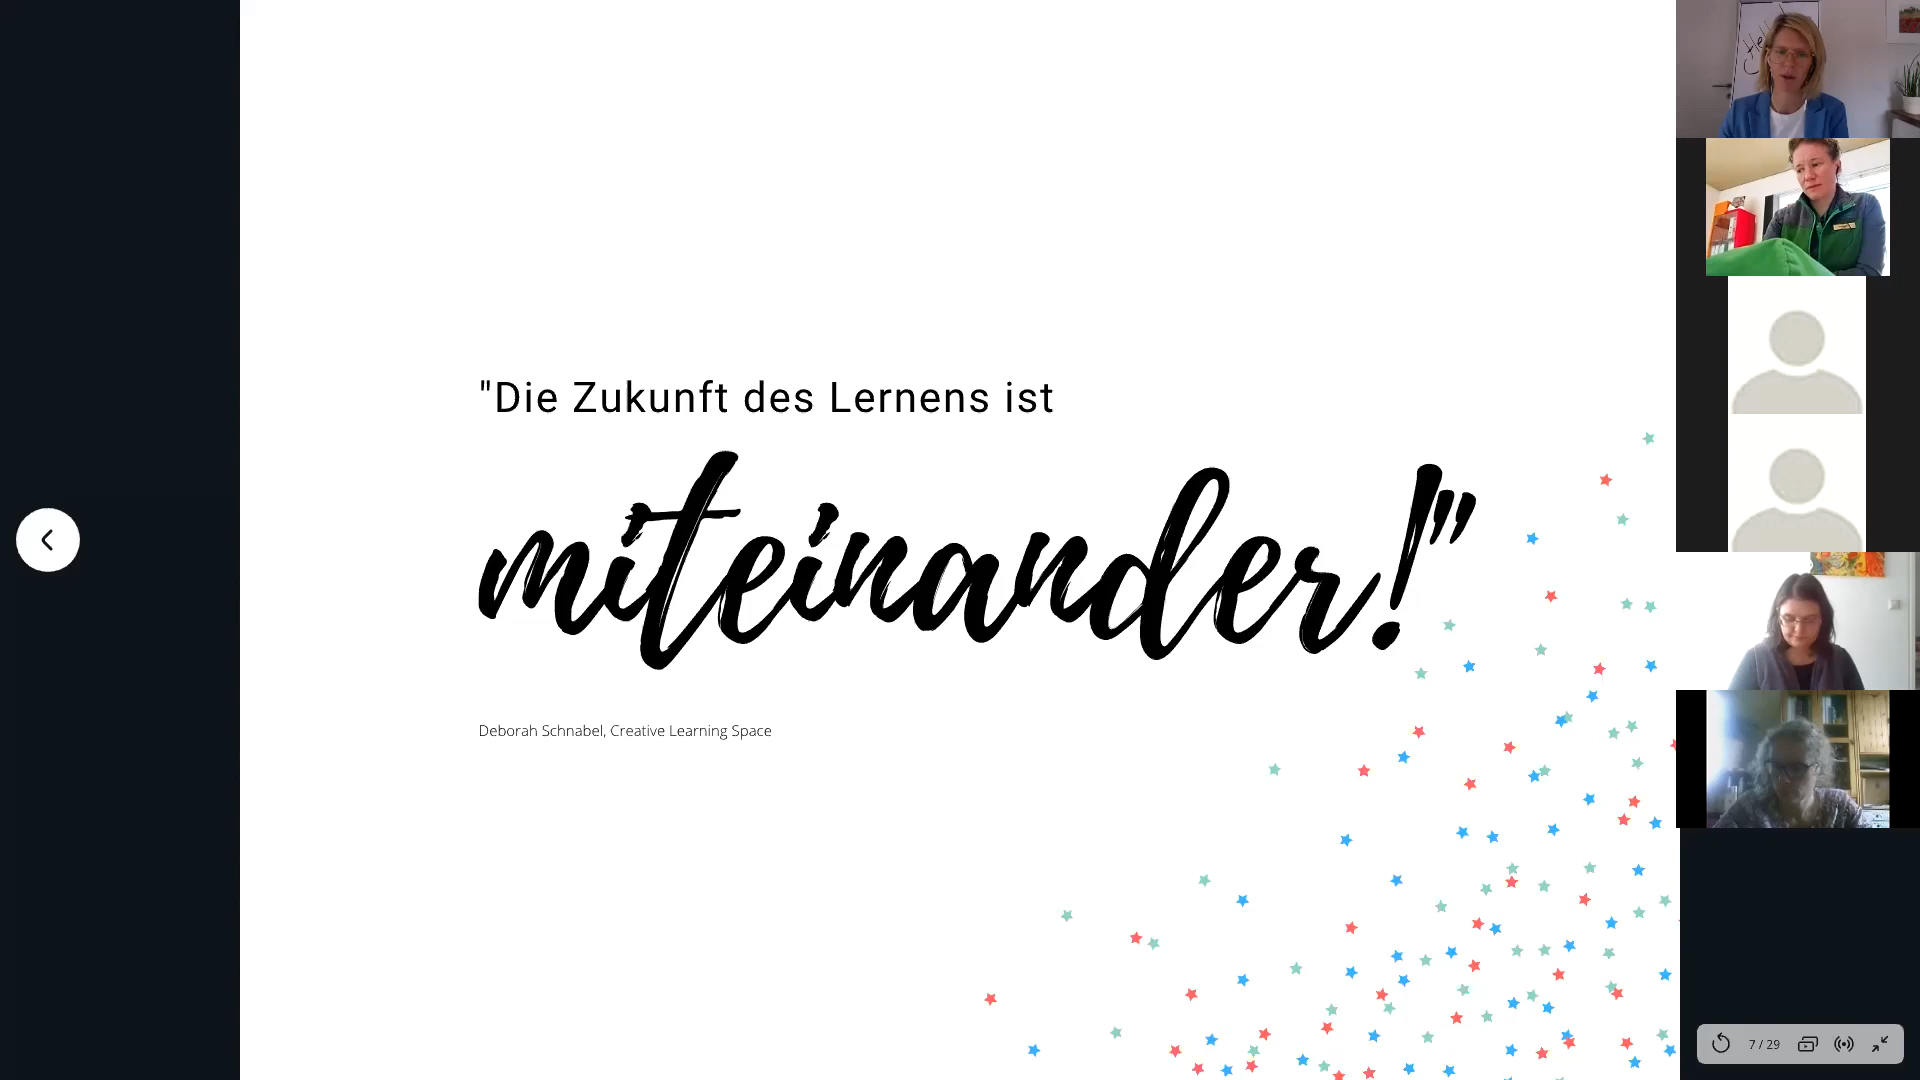 "Die Zukunft des Lernens ist
miteinander!"
Deborah Schnabel, Creative Learning Space
7 / 29